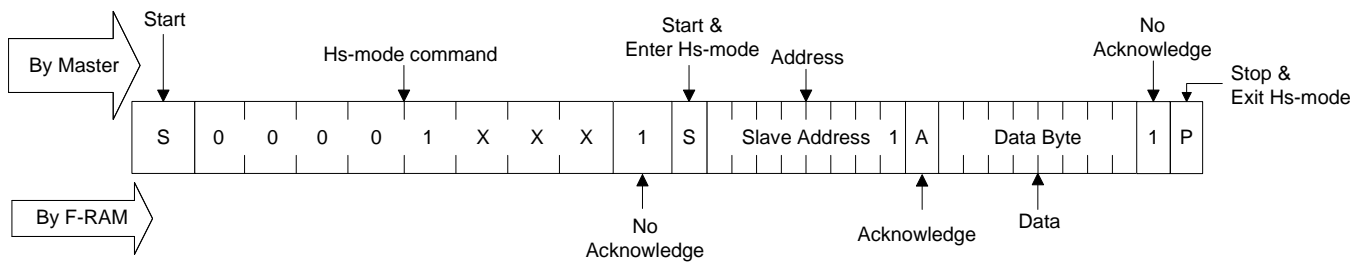 Start
Hs-mode command
Start &
Enter Hs-mode
Address
No
Acknowledge
Stop &
Exit Hs-mode
By Master
S 0 0 0 0 1 X X X 1 S Slave Address 1 A Data Byte 1 P
By F-RAM
No
Acknowledge
Acknowledge
Data